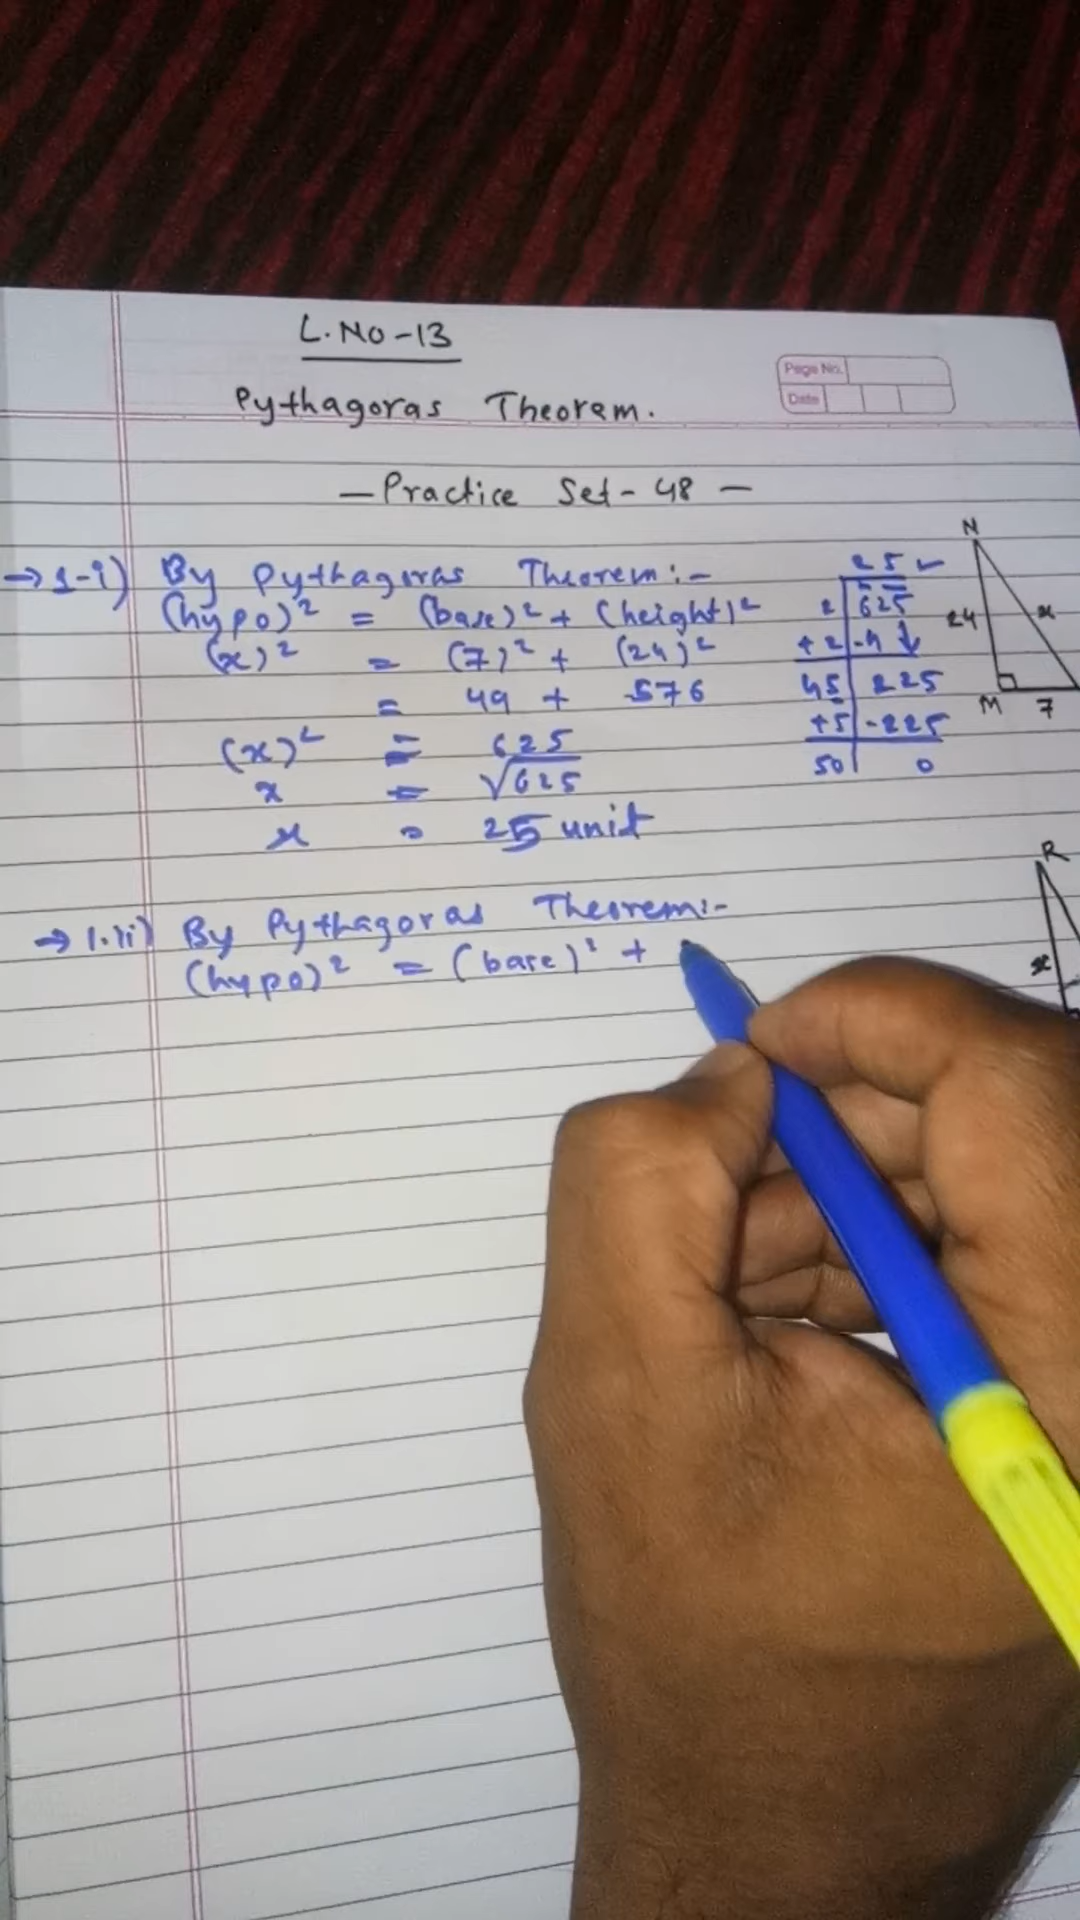 L. No - 13
Page No.
Date
Pythagoras Theorem.
— Practice Set - 48 —
→ 1-i) By Pythagoras Theorem :-
(hypo)² = (base)² + (height)²
(x)² = (7)² + (24)²
= 49 + 576
(x)² = 625
x = √625
x = 25 unit
25 ✓
2 | 625
+2 | -4 ↓
45 | 225
+5 | -225
50 | 0
N
24
x
M 7
→ 1.ii) By Pythagoras Theorem :-
(hypo)² = (base)² +
R
x